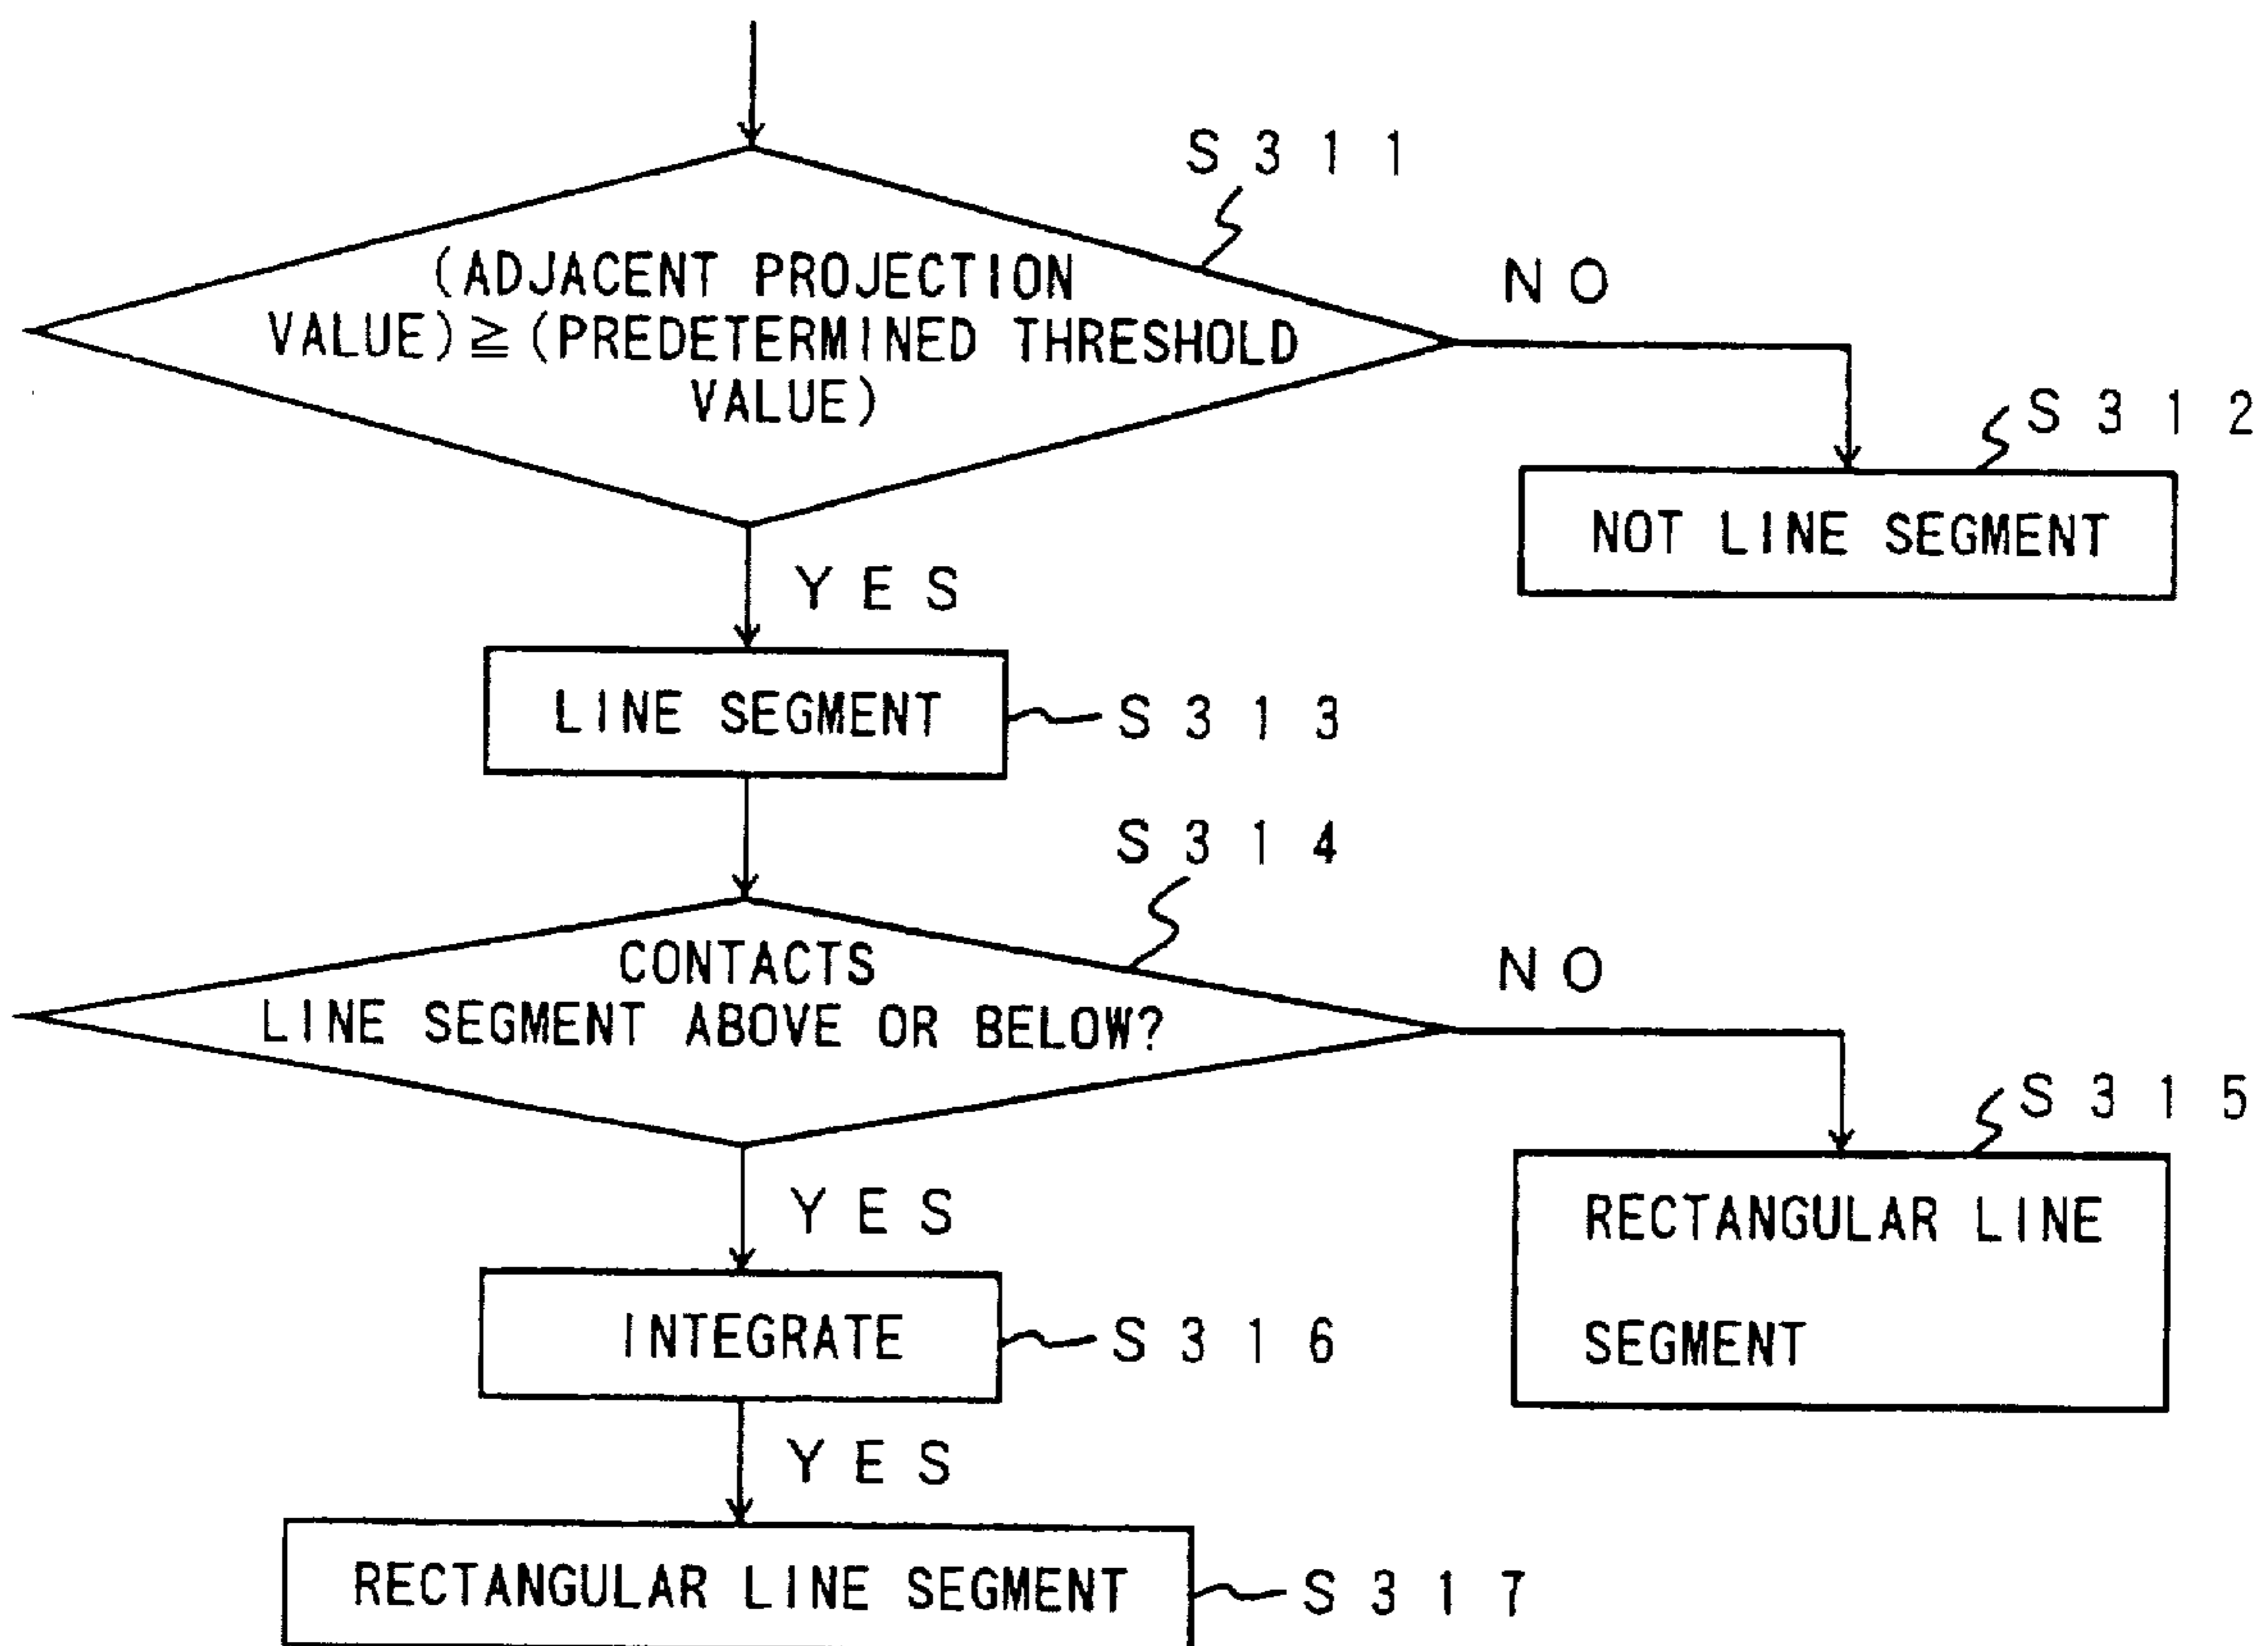 S311
(ADJACENT PROJECTION
VALUE)≧(PREDETERMINED THRESHOLD
VALUE)
NO
S312
NOT LINE SEGMENT
YES
LINE SEGMENT
S313
S314
CONTACTS
LINE SEGMENT ABOVE OR BELOW?
NO
S315
RECTANGULAR LINE
SEGMENT
YES
INTEGRATE
S316
YES
RECTANGULAR LINE SEGMENT
S317